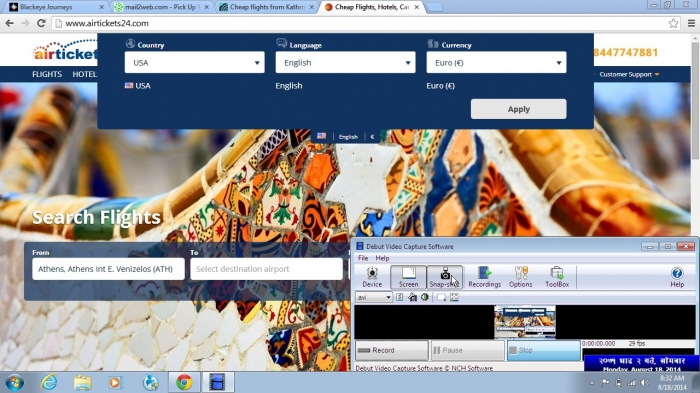 Blackeye Journeys
mail2web.com - Pick Up
Cheap flights from Kathm
Cheap Flights, Hotels, Car
www.airtickets24.com
airticket
8447747881
FLIGHTS
HOTEL
Customer Support
Country
Language
Currency
USA
English
Euro (€)
USA
English
Euro (€)
Apply
English
€
Search Flights
From
To
Athens, Athens int E. Venizelos (ATH)
Select destination airport
Debut Video Capture Software
File Help
Device
Screen
Snap-shot
Recordings
Options
ToolBox
Help
.avi
Record
Pause
Stop
0:00:00.000
29 fps
Debut Video Capture Software © NCH Software
२०७१ भाद्र २ गते, सोमबार
Monday, August 18, 2014
8:32 AM
8/18/2014